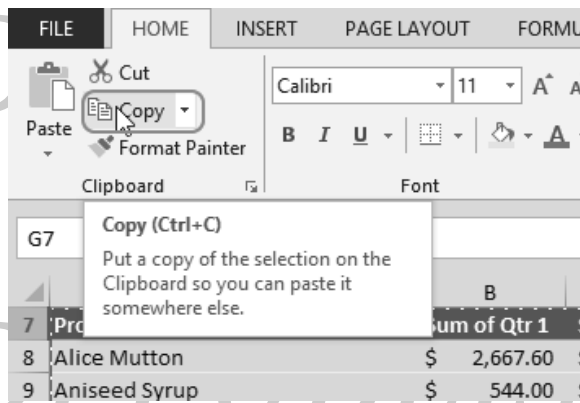 FILE HOME INSERT PAGE LAYOUT FORMU
Cut
Copy
Format Painter
Paste
Calibri 11 A A
B I U A
Clipboard Font
Copy (Ctrl+C)
Put a copy of the selection on the
Clipboard so you can paste it
somewhere else.
G7
B
7 Pro um of Qtr 1
8 Alice Mutton $ 2,667.60
9 Aniseed Syrup $ 544.00